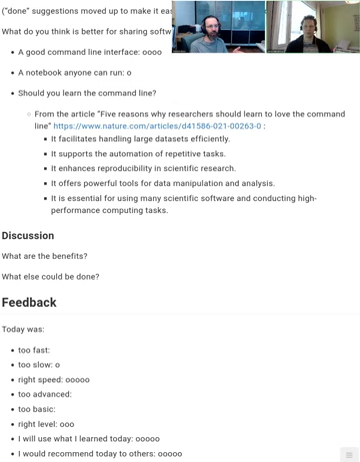 ("done" suggestions moved up to make it eas
What do you think is better for sharing softw
• A good command line interface: oooo
• A notebook anyone can run: o
• Should you learn the command line?
○ From the article "Five reasons why researchers should learn to love the command
line" https://www.nature.com/articles/d41586-021-00263-0 :
▪ It facilitates handling large datasets efficiently.
▪ It supports the automation of repetitive tasks.
▪ It enhances reproducibility in scientific research.
▪ It offers powerful tools for data manipulation and analysis.
▪ It is essential for using many scientific software and conducting high-
performance computing tasks.
Discussion
What are the benefits?
What else could be done?
Feedback
Today was:
• too fast:
• too slow: o
• right speed: ooooo
• too advanced:
• too basic:
• right level: ooo
• I will use what I learned today: ooooo
• I would recommend today to others: ooooo